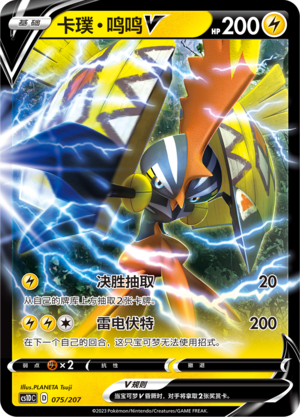 基础
卡璞·鸣鸣V
HP 200
决胜抽取 20
从自己的牌库上方抽取2张卡牌。
雷电伏特 200
在下一个自己的回合，这只宝可梦无法使用招式。
弱点 ×2 抗性 撤退
Illus.PLANETA Tsuji
V规则
CS1DC D 075/207
当宝可梦V昏厥时，对手将拿取2张奖赏卡。
©2023 Pokémon/Nintendo/Creatures/GAME FREAK.